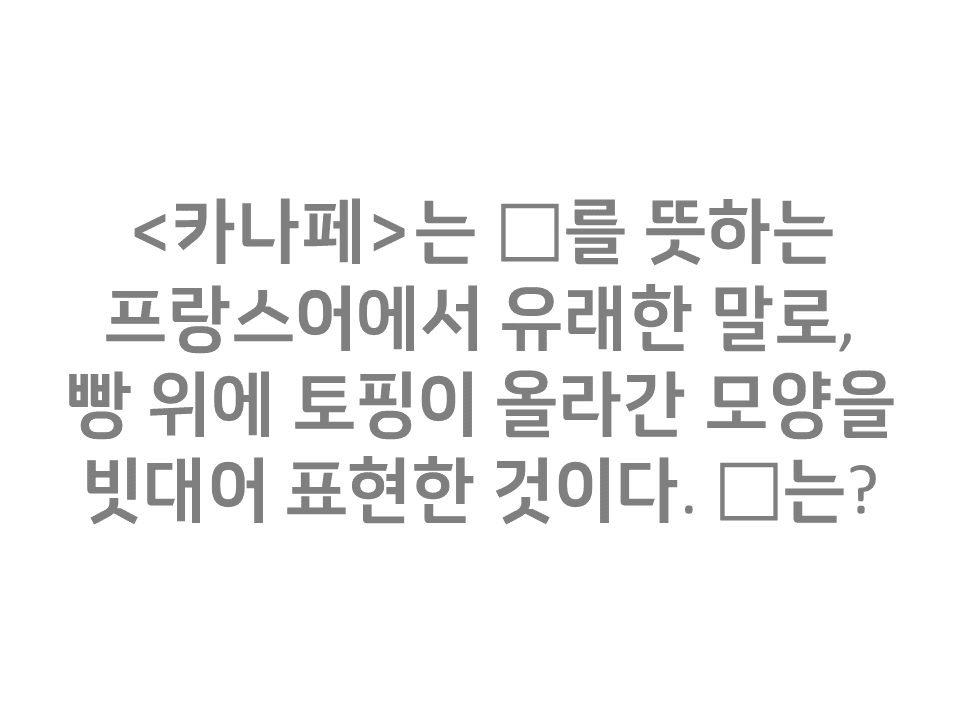 <카나페>는 □를 뜻하는
프랑스어에서 유래한 말로,
빵 위에 토핑이 올라간 모양을
빗대어 표현한 것이다. □는?